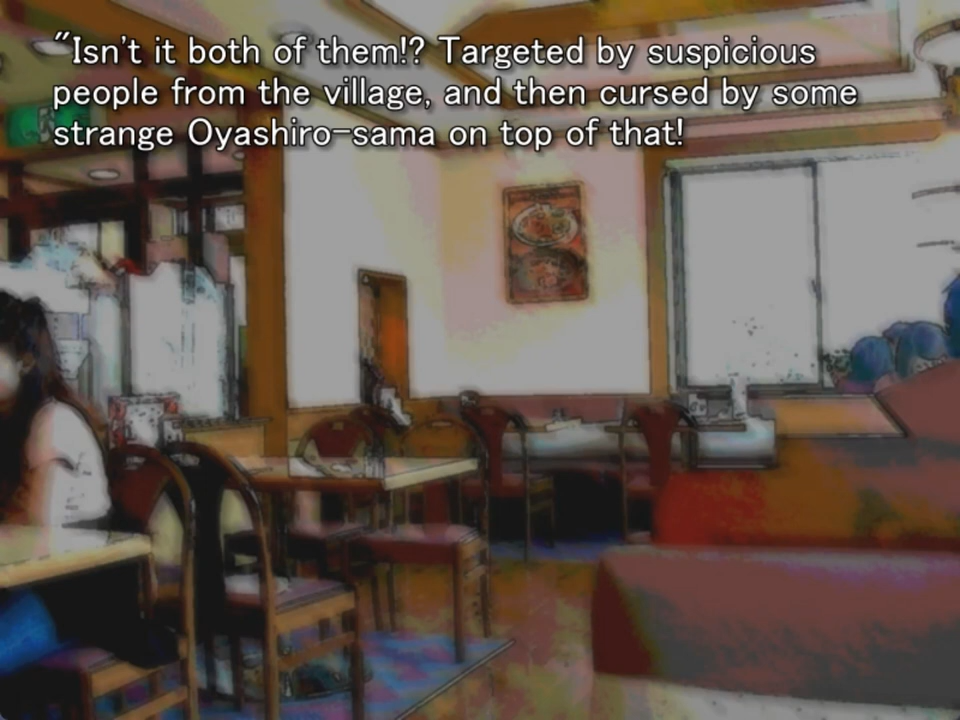 "Isn't it both of them!? Targeted by suspicious
people from the village, and then cursed by some
strange Oyashiro-sama on top of that!